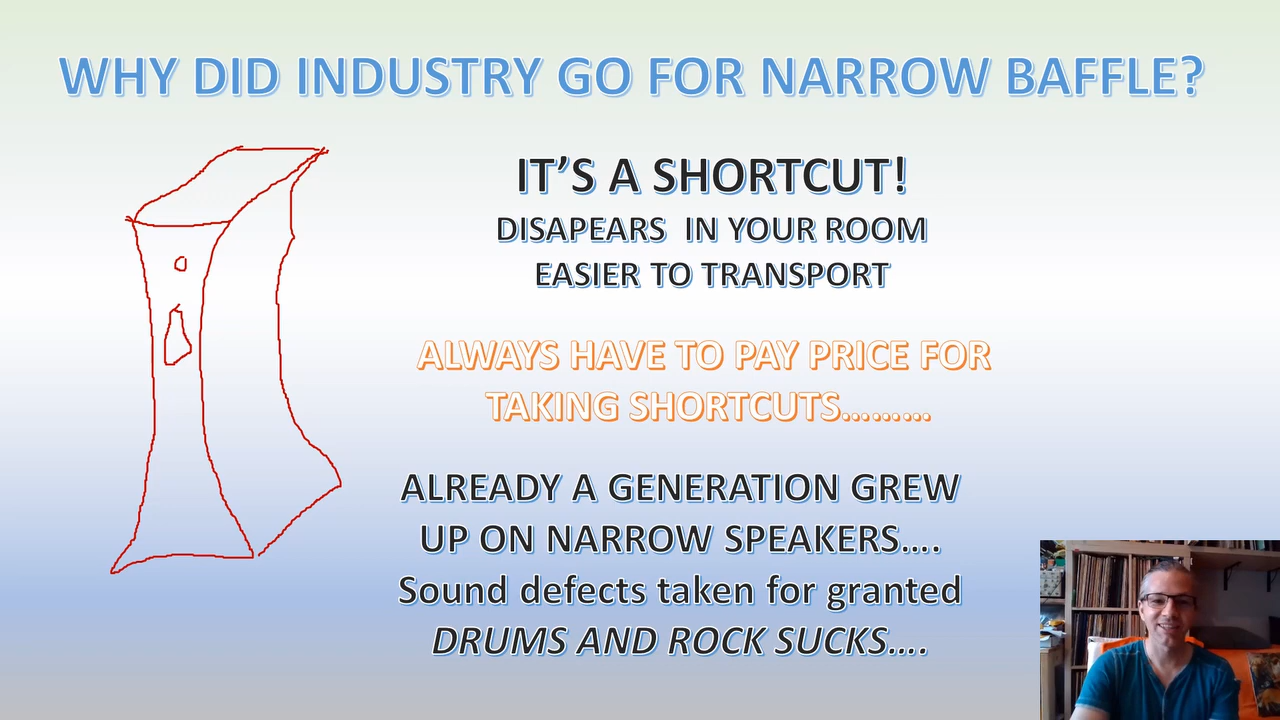 WHY DID INDUSTRY GO FOR NARROW BAFFLE?
IT'S A SHORTCUT!
DISAPEARS IN YOUR ROOM
EASIER TO TRANSPORT
ALWAYS HAVE TO PAY PRICE FOR
TAKING SHORTCUTS.........
ALREADY A GENERATION GREW
UP ON NARROW SPEAKERS....
Sound defects taken for granted
DRUMS AND ROCK SUCKS....